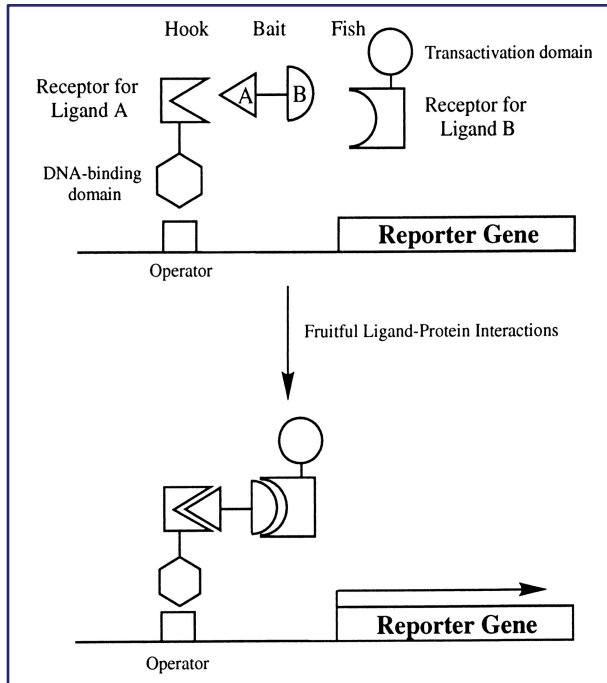 Hook Bait Fish
Transactivation domain
Receptor for
Ligand A
A B
Receptor for
Ligand B
DNA-binding
domain
Reporter Gene
Operator
Fruitful Ligand-Protein Interactions
Reporter Gene
Operator